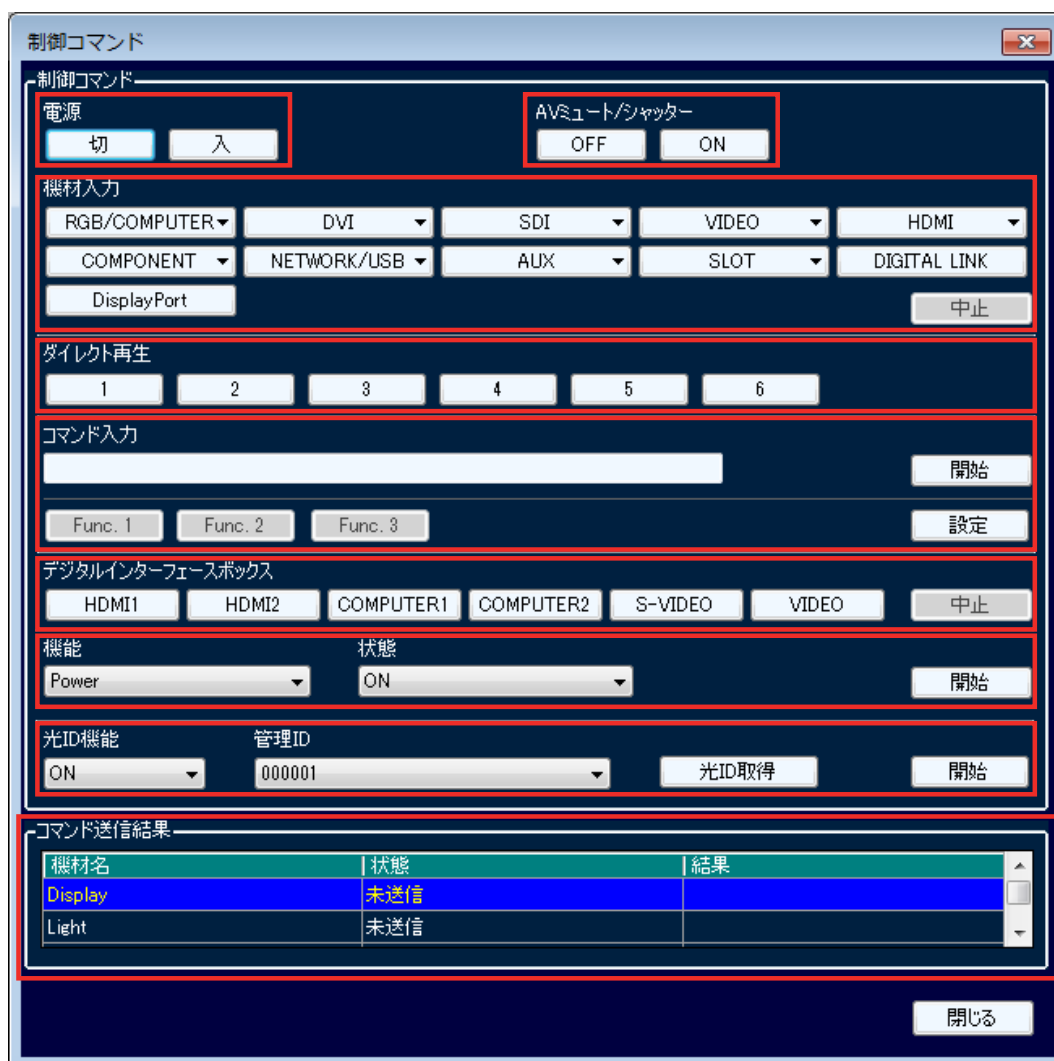 制御コマンド
制御コマンド
電源 AVミュート/シャッター
切 入 OFF ON
機材入力
RGB/COMPUTER DVI SDI VIDEO HDMI
COMPONENT NETWORK/USB AUX SLOT DIGITAL LINK
DisplayPort 中止
ダイレクト再生
1 2 3 4 5 6
コマンド入力
開始
Func. 1 Func. 2 Func. 3 設定
デジタルインターフェースボックス
HDMI1 HDMI2 COMPUTER1 COMPUTER2 S-VIDEO VIDEO 中止
機能 状態
Power ON 開始
光ID機能 管理ID
ON 000001 光ID取得 開始
コマンド送信結果
機材名 状態 結果
Display 未送信
Light 未送信
閉じる